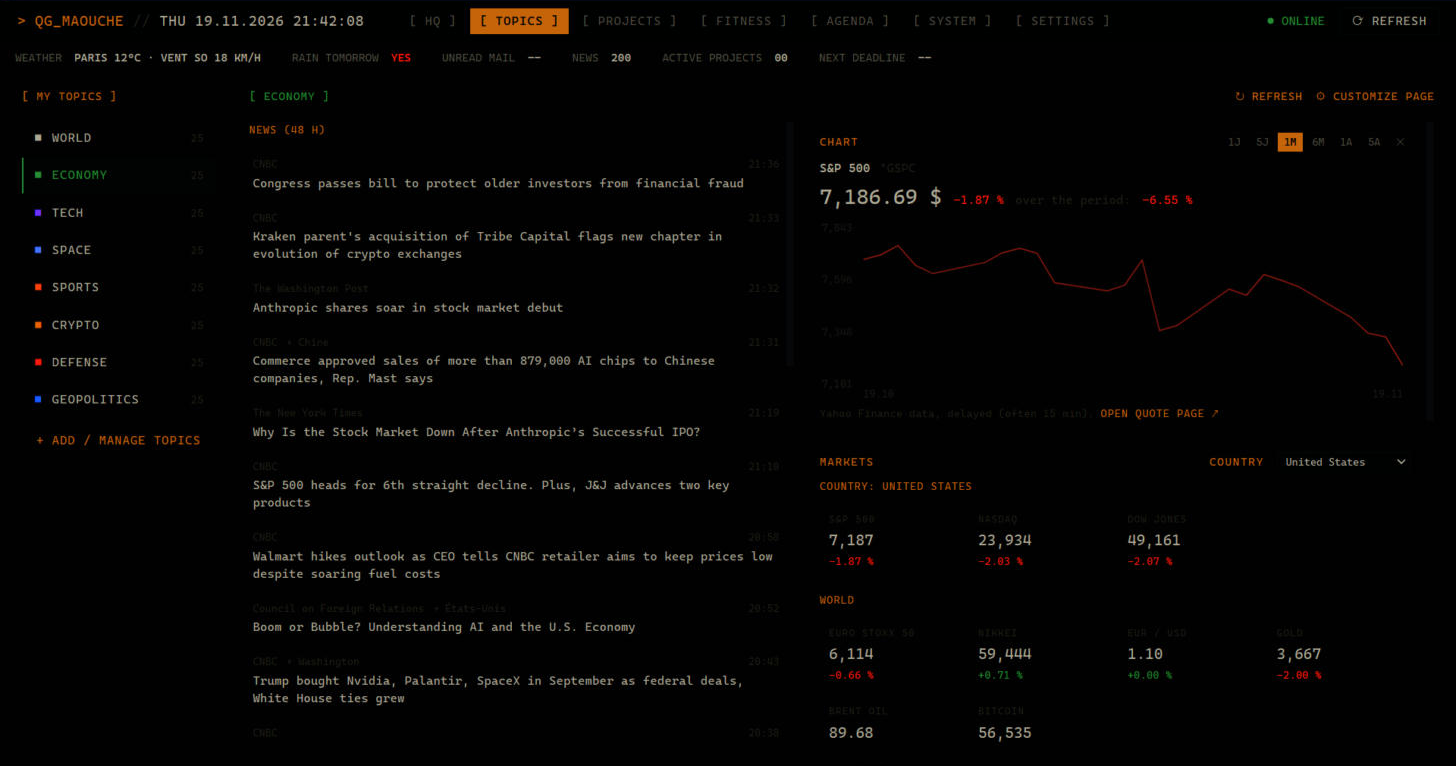 > QG_MAOUCHE // THU 19.11.2026 21:42:08 [ HQ ] [ TOPICS ] [ PROJECTS ] [ FITNESS ] [ AGENDA ] [ SYSTEM ] [ SETTINGS ] ONLINE REFRESH
WEATHER PARIS 12°C · VENT SO 18 KM/H RAIN TOMORROW YES UNREAD MAIL —— NEWS 200 ACTIVE PROJECTS 00 NEXT DEADLINE ——
[ MY TOPICS ]
WORLD 25
ECONOMY 25
TECH 25
SPACE 25
SPORTS 25
CRYPTO 25
DEFENSE 25
GEOPOLITICS 25
+ ADD / MANAGE TOPICS
[ ECONOMY ]
REFRESH CUSTOMIZE PAGE
NEWS (48 H)
CNBC 21:36
Congress passes bill to protect older investors from financial fraud
CNBC 21:33
Kraken parent's acquisition of Tribe Capital flags new chapter in
evolution of crypto exchanges
The Washington Post 21:32
Anthropic shares soar in stock market debut
CNBC · Chine 21:31
Commerce approved sales of more than 879,000 AI chips to Chinese
companies, Rep. Mast says
The New York Times 21:19
Why Is the Stock Market Down After Anthropic’s Successful IPO?
CNBC 21:18
S&P 500 heads for 6th straight decline. Plus, J&J advances two key
products
CNBC 20:58
Walmart hikes outlook as CEO tells CNBC retailer aims to keep prices low
despite soaring fuel costs
Council on Foreign Relations · États-Unis 20:52
Boom or Bubble? Understanding AI and the U.S. Economy
CNBC · Washington 20:43
Trump bought Nvidia, Palantir, SpaceX in September as federal deals,
White House ties grew
CNBC 20:38
CHART 1J 5J 1M 6M 1A 5A ×
S&P 500 ^GSPC
7,186.69 $ −1.87 % over the period: −6.55 %
7,843
7,596
7,348
7,101
19.10 19.11
Yahoo Finance data, delayed (often 15 min). OPEN QUOTE PAGE ↗
MARKETS COUNTRY United States
COUNTRY: UNITED STATES
S&P 500 NASDAQ DOW JONES
7,187 23,934 49,161
−1.87 % −2.03 % −2.07 %
WORLD
EURO STOXX 50 NIKKEI EUR / USD GOLD
6,114 59,444 1.10 3,667
−0.66 % +0.71 % +0.00 % −2.00 %
BRENT OIL BITCOIN
89.68 56,535